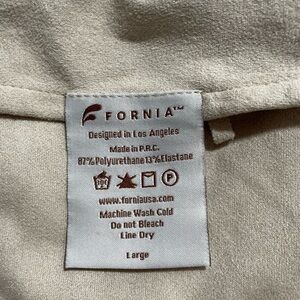 FORNIA™
Designed in Los Angeles
Made in P.R.C.
87%Polyurethane13%Elastane
P
www.forniausa.com
Machine Wash Cold
Do not Bleach
Line Dry
Large